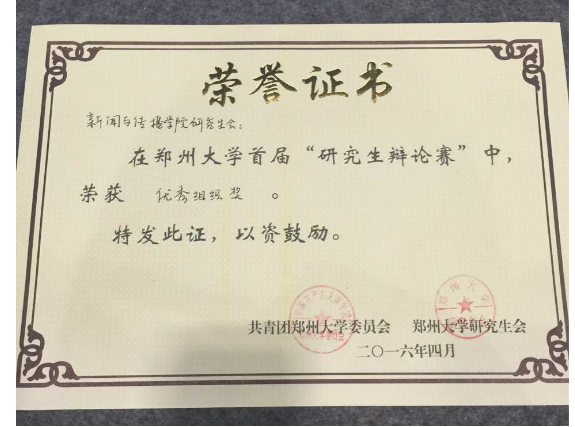 荣誉证书
新闻与传播学院研究生会：
在郑州大学首届“研究生辩论赛”中，
荣获 优秀组织奖 。
特发此证，以资鼓励。
共青团郑州大学委员会 郑州大学研究生会
二〇一六年四月